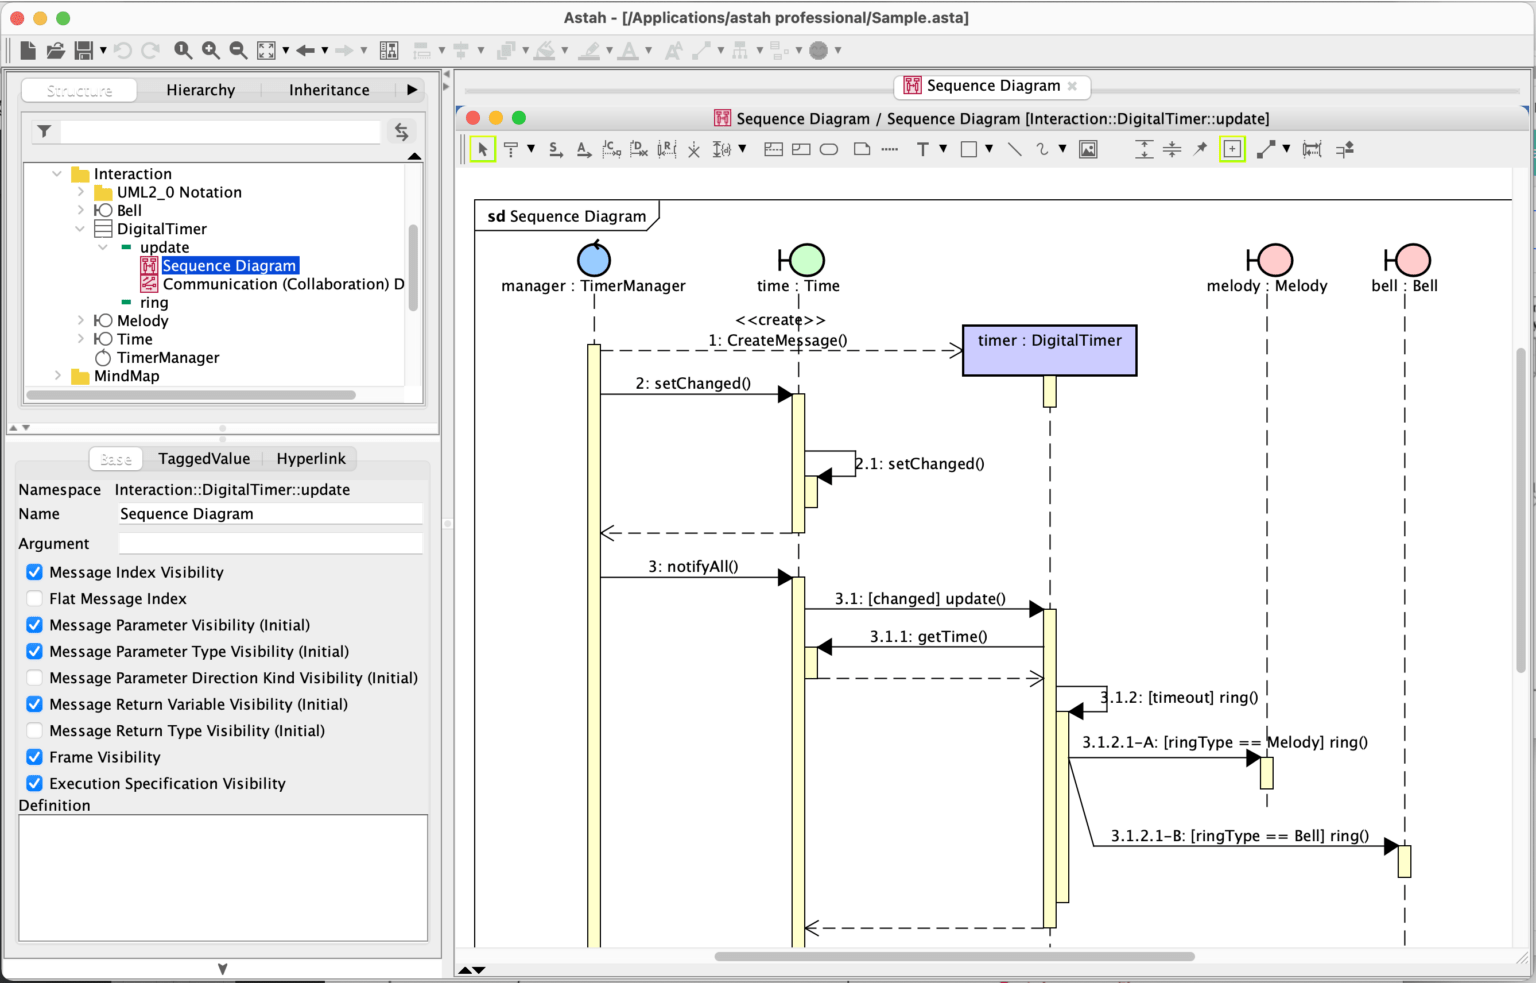 Astah - [/Applications/astah professional/Sample.asta]
Structure Hierarchy Inheritance
Interaction
UML2_0 Notation
Bell
DigitalTimer
update
Sequence Diagram
Communication (Collaboration) D
ring
Melody
Time
TimerManager
MindMap
Base TaggedValue Hyperlink
Namespace Interaction::DigitalTimer::update
Name Sequence Diagram
Argument
Message Index Visibility
Flat Message Index
Message Parameter Visibility (Initial)
Message Parameter Type Visibility (Initial)
Message Parameter Direction Kind Visibility (Initial)
Message Return Variable Visibility (Initial)
Message Return Type Visibility (Initial)
Frame Visibility
Execution Specification Visibility
Definition
Sequence Diagram
Sequence Diagram / Sequence Diagram [Interaction::DigitalTimer::update]
sd Sequence Diagram
manager : TimerManager
time : Time
melody : Melody
bell : Bell
<<create>>
1: CreateMessage()
timer : DigitalTimer
2: setChanged()
2.1: setChanged()
3: notifyAll()
3.1: [changed] update()
3.1.1: getTime()
3.1.2: [timeout] ring()
3.1.2.1-A: [ringType == Melody] ring()
3.1.2.1-B: [ringType == Bell] ring()